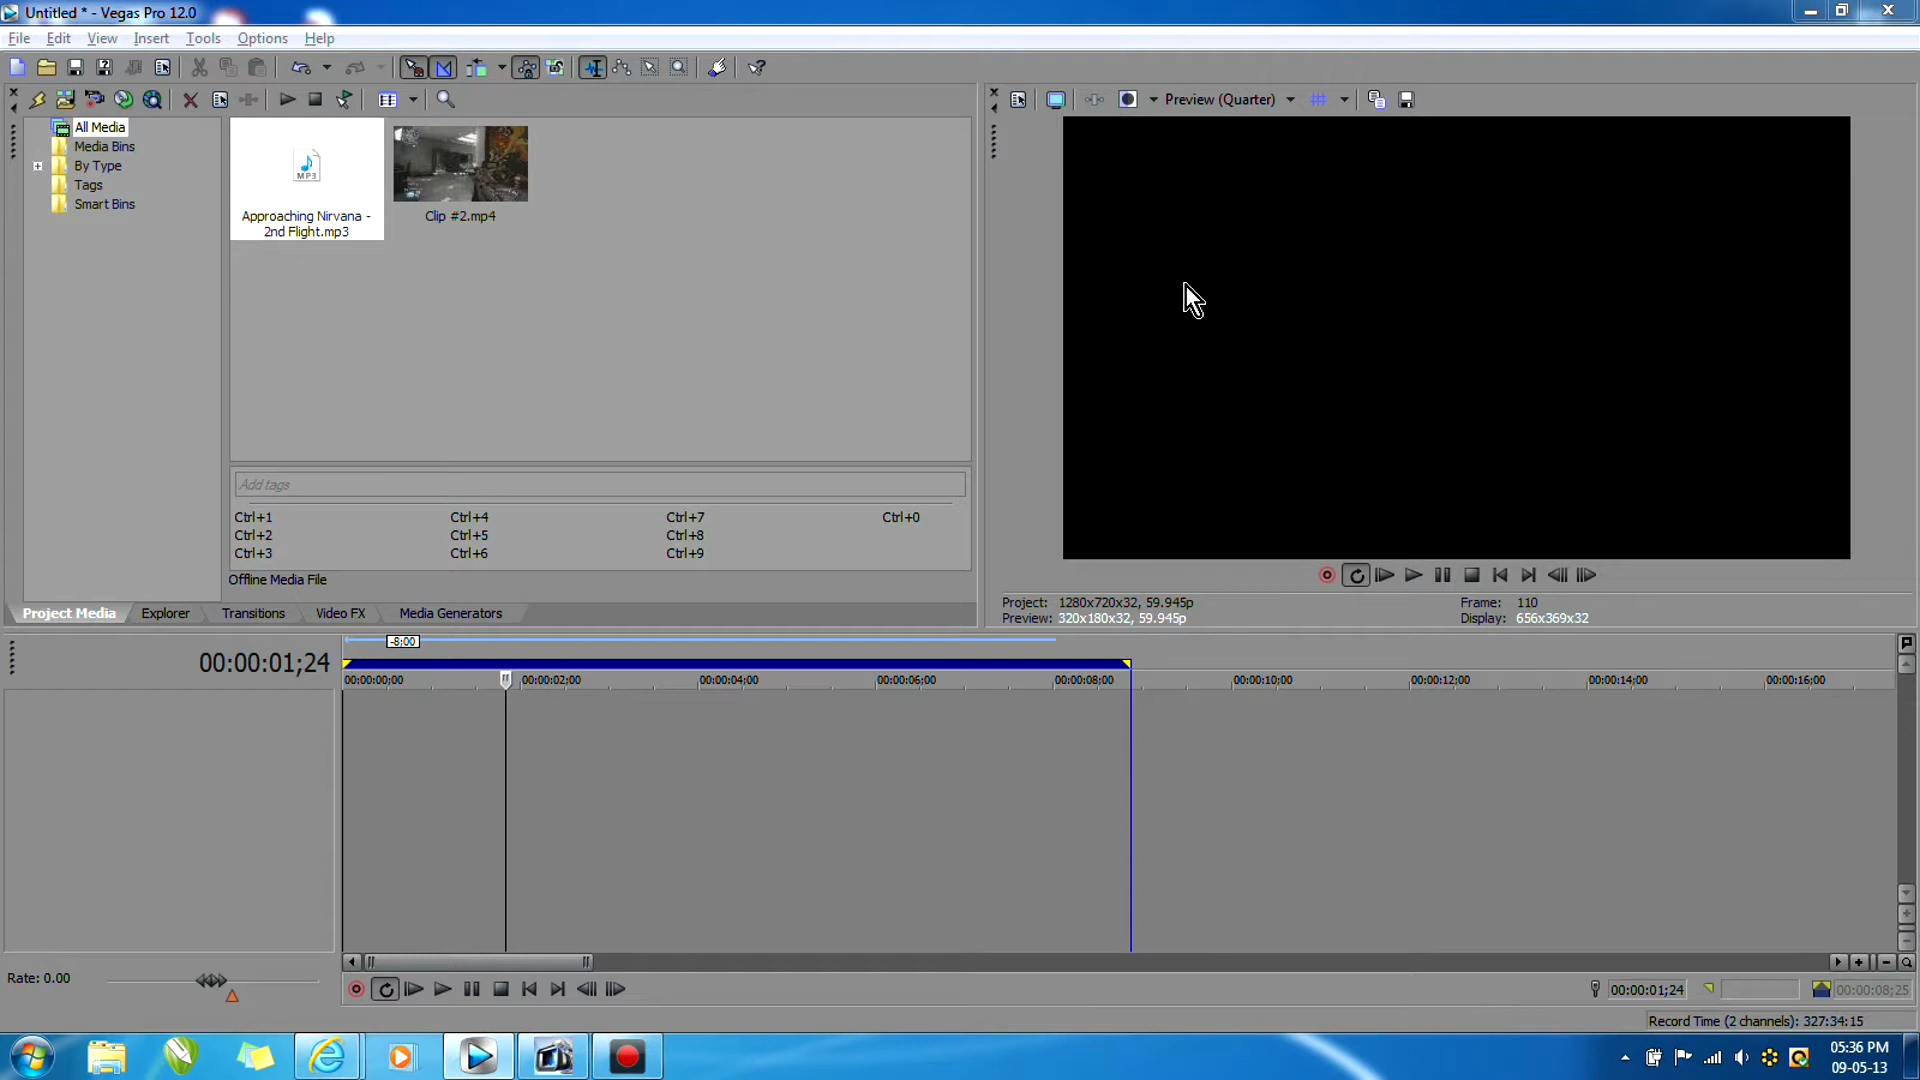 Untitled * - Vegas Pro 12.0
File Edit View Insert Tools Options Help
Preview (Quarter)
All Media
Media Bins
By Type
Tags
Smart Bins
MP3
Approaching Nirvana -
2nd Flight.mp3
Clip #2.mp4
Add tags
Ctrl+1 Ctrl+4 Ctrl+7 Ctrl+0
Ctrl+2 Ctrl+5 Ctrl+8
Ctrl+3 Ctrl+6 Ctrl+9
Offline Media File
Project Media Explorer Transitions Video FX Media Generators
Project: 1280x720x32, 59.945p Frame: 110
Preview: 320x180x32, 59.945p Display: 656x369x32
-8;00
00:00:01;24
00:00:00;00 00:00:02;00 00:00:04;00 00:00:06;00 00:00:08;00 00:00:10;00 00:00:12;00 00:00:14;00 00:00:16;00
Rate: 0.00
00:00:01;24 00:00:08;25
Record Time (2 channels): 327:34:15
05:36 PM
09-05-13